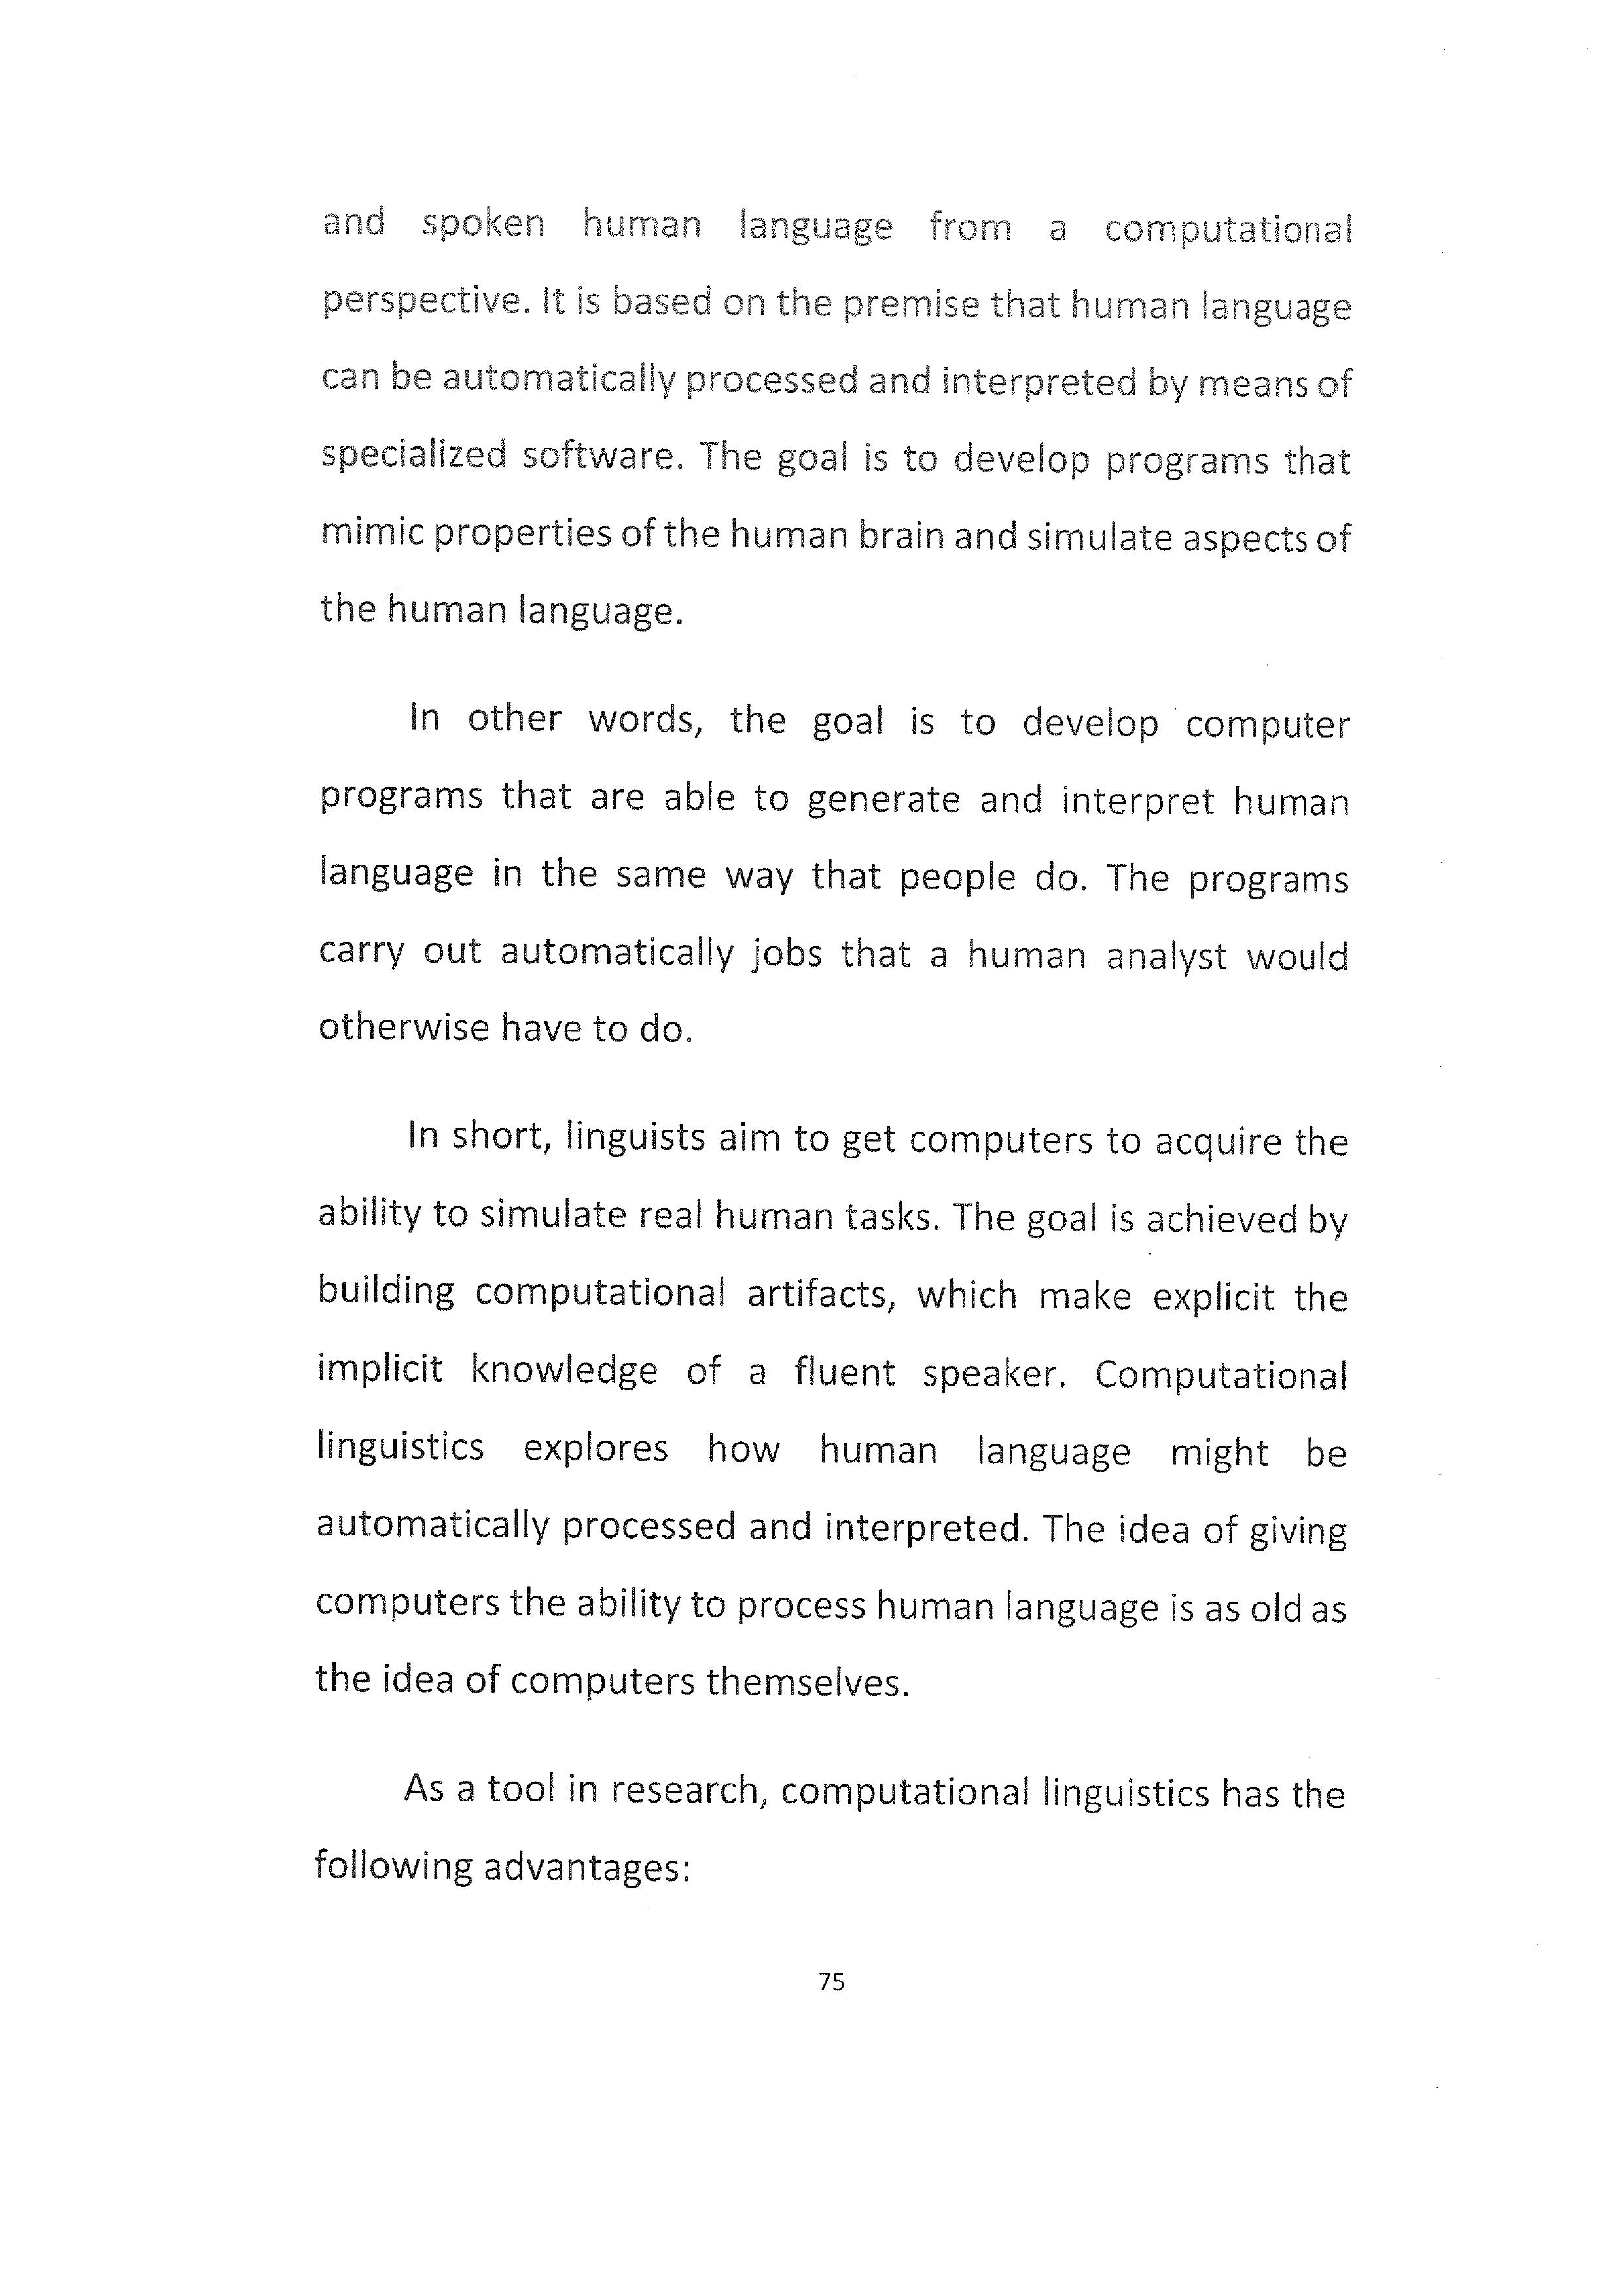 and spoken human language from a computational
perspective. It is based on the premise that human language
can be automatically processed and interpreted by means of
specialized software. The goal is to develop programs that
mimic properties of the human brain and simulate aspects of
the human language.
In other words, the goal is to develop computer
programs that are able to generate and interpret human
language in the same way that people do. The programs
carry out automatically jobs that a human analyst would
otherwise have to do.
In short, linguists aim to get computers to acquire the
ability to simulate real human tasks. The goal is achieved by
building computational artifacts, which make explicit the
implicit knowledge of a fluent speaker. Computational
linguistics explores how human language might be
automatically processed and interpreted. The idea of giving
computers the ability to process human language is as old as
the idea of computers themselves.
As a tool in research, computational linguistics has the
following advantages:
75